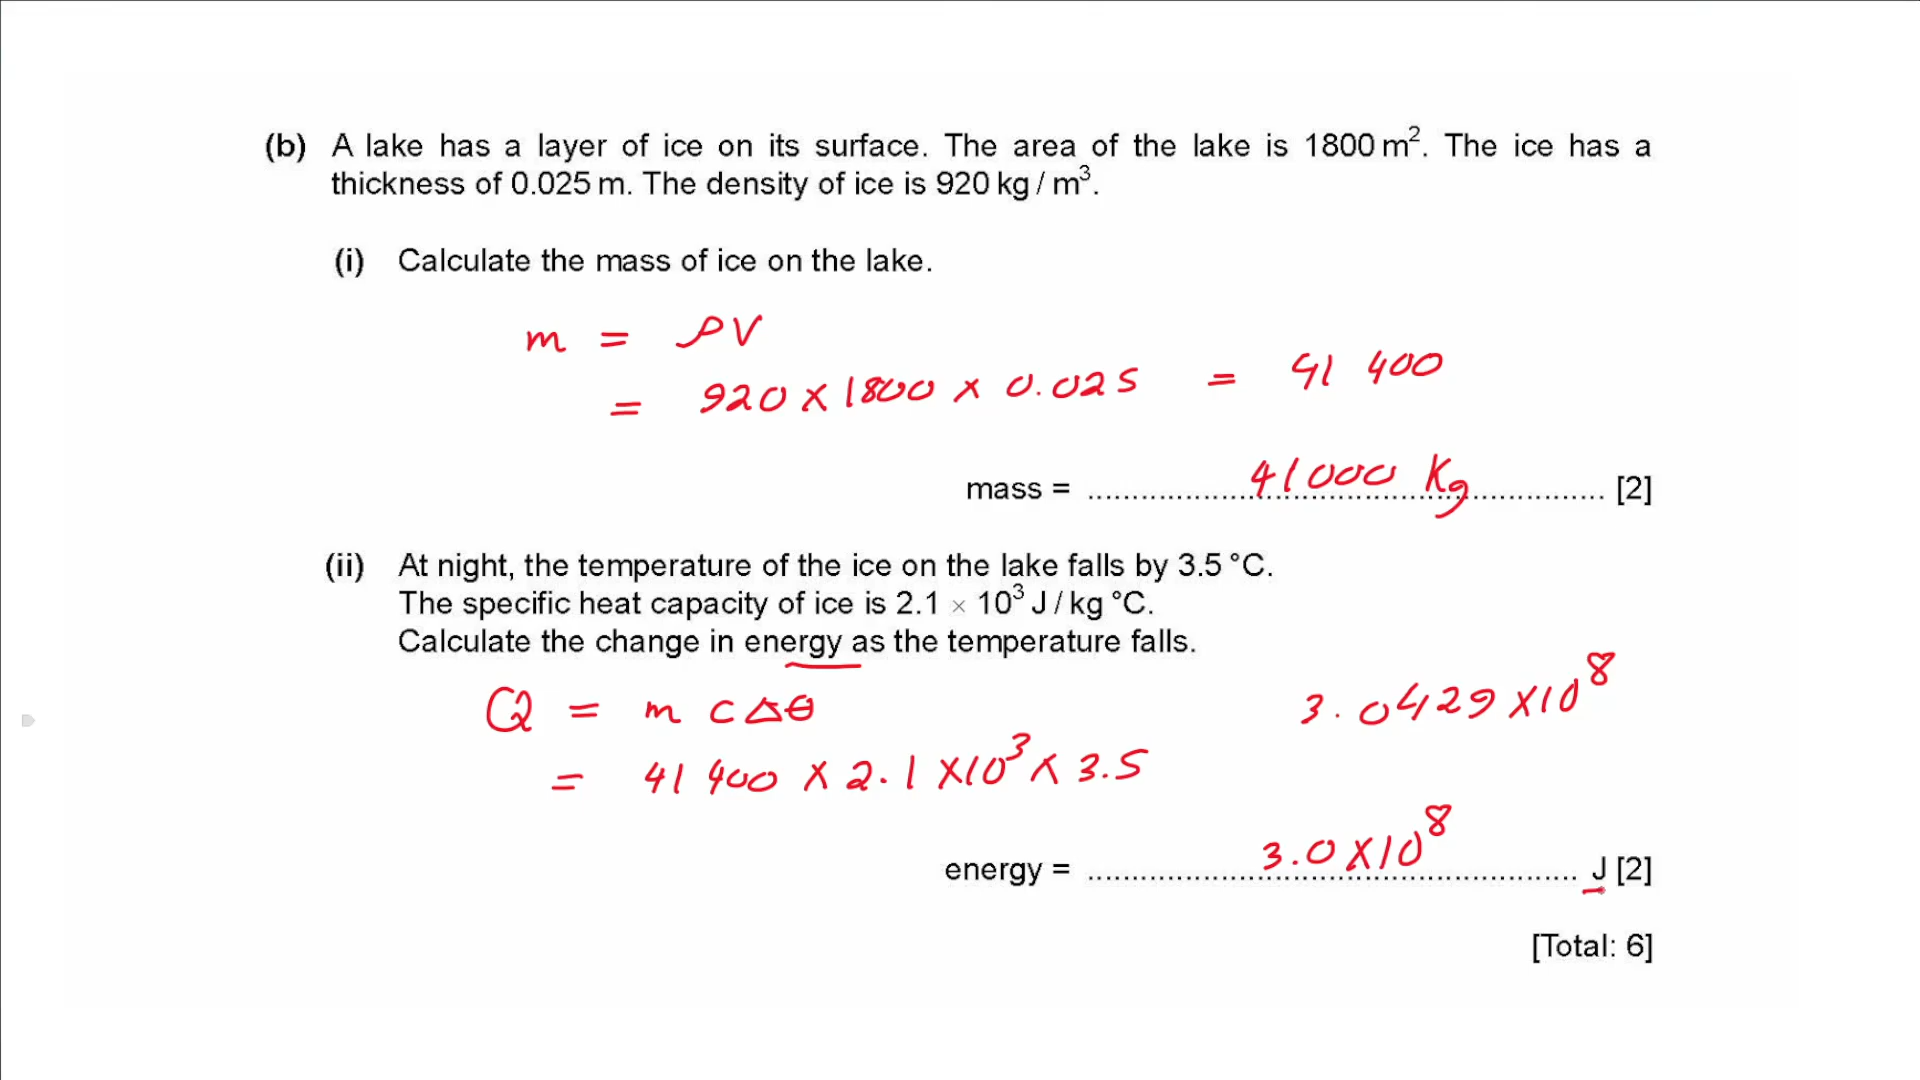 (b) A lake has a layer of ice on its surface. The area of the lake is 1800 m². The ice has a
thickness of 0.025 m. The density of ice is 920 kg / m³.
(i) Calculate the mass of ice on the lake.
m = ρV
= 920 × 1800 × 0.025 = 41 400
mass = 41000 Kg [2]
(ii) At night, the temperature of the ice on the lake falls by 3.5 °C.
The specific heat capacity of ice is 2.1 × 10³ J / kg °C.
Calculate the change in energy as the temperature falls.
Q = m c Δθ
3.0429 × 10⁸
= 41 400 × 2.1 × 10³ × 3.5
energy = 3.0 × 10⁸ J [2]
[Total: 6]